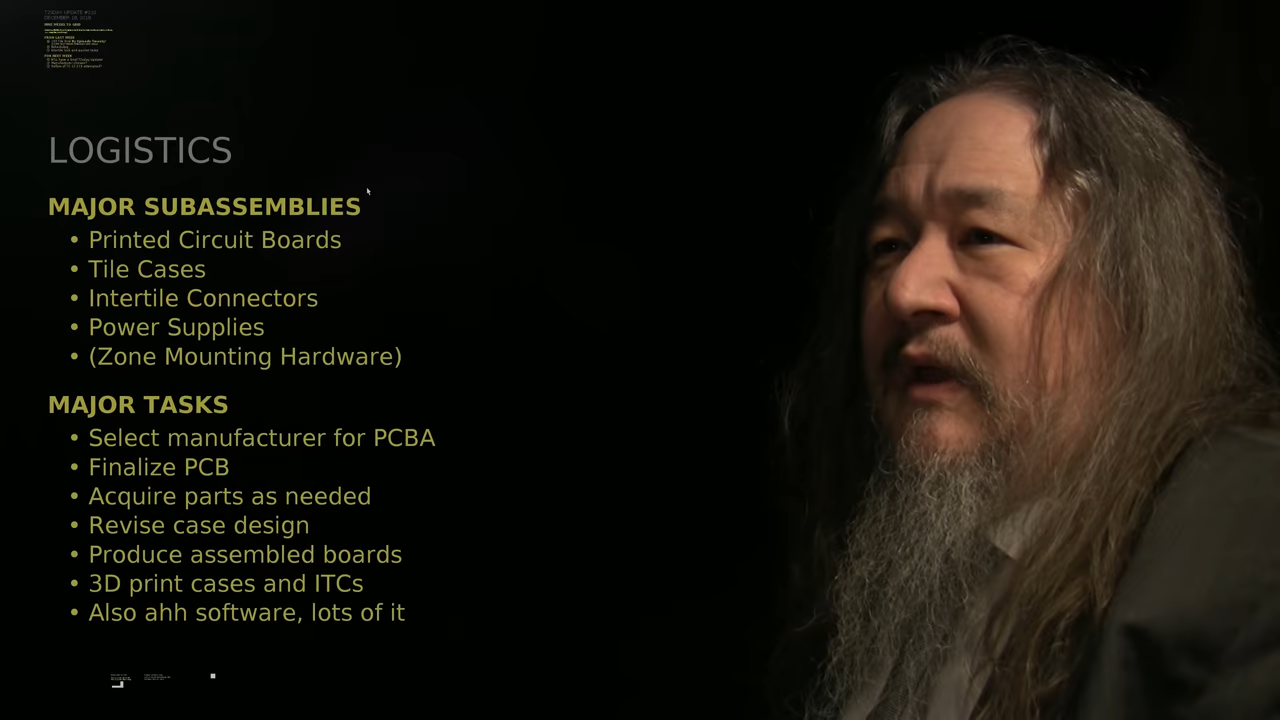 LOGISTICS
MAJOR SUBASSEMBLIES
• Printed Circuit Boards
• Tile Cases
• Intertile Connectors
• Power Supplies
• (Zone Mounting Hardware)
MAJOR TASKS
• Select manufacturer for PCBA
• Finalize PCB
• Acquire parts as needed
• Revise case design
• Produce assembled boards
• 3D print cases and ITCs
• Also ahh software, lots of it